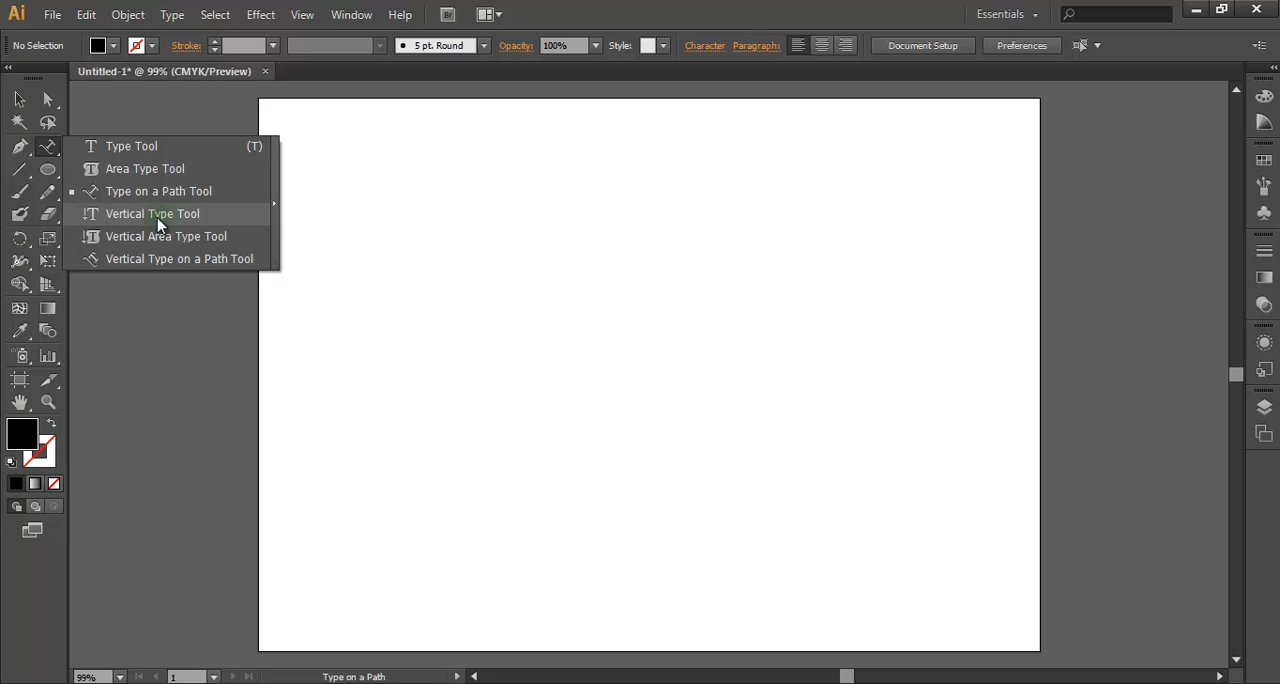 Ai File Edit Object Type Select Effect View Window Help Br Essentials
No Selection Stroke: 5 pt. Round Opacity: 100% Style: Character Paragraph: Document Setup Preferences
Untitled-1* @ 99% (CMYK/Preview) ×
Type Tool (T)
Area Type Tool
Type on a Path Tool
Vertical Type Tool
Vertical Area Type Tool
Vertical Type on a Path Tool
99% 1 Type on a Path